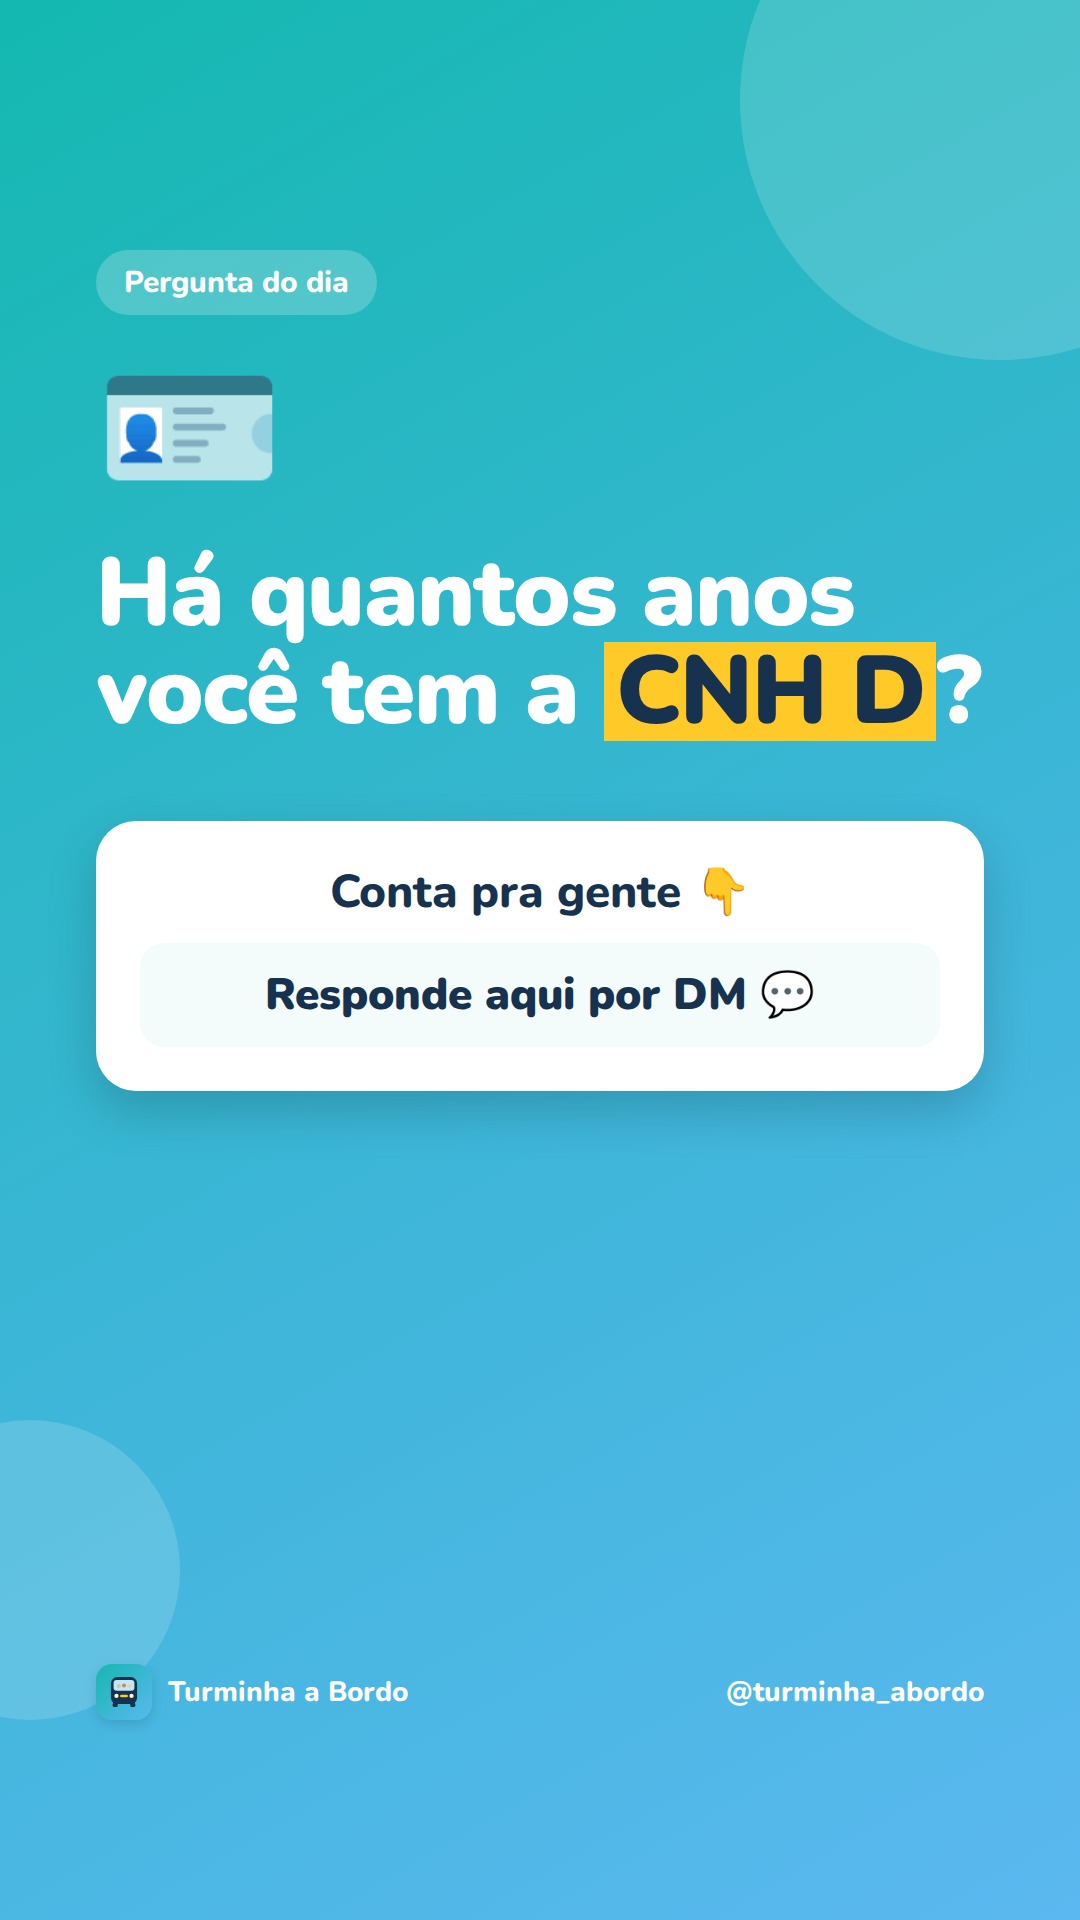 Pergunta do dia
Há quantos anos
você tem a CNH D?
Conta pra gente 👇
Responde aqui por DM 💬
Turminha a Bordo
@turminha_abordo